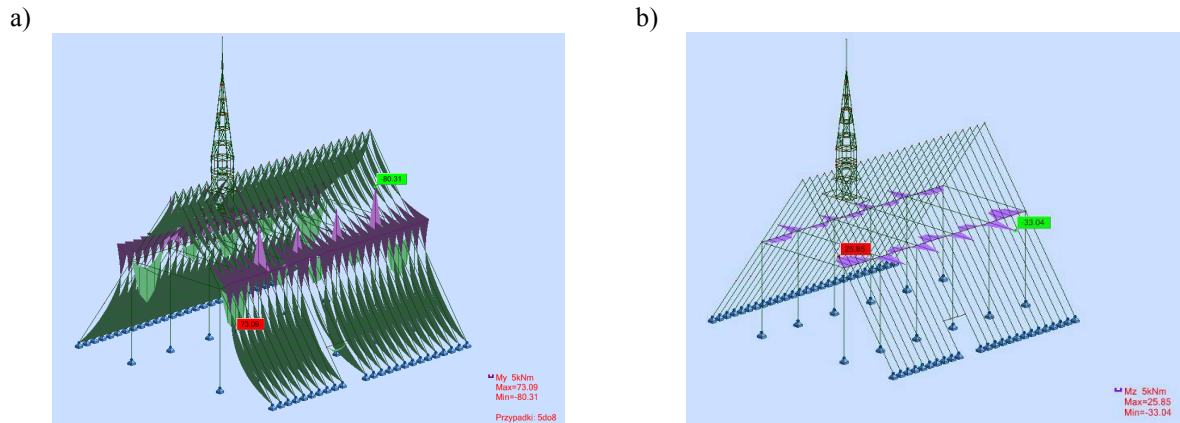 a)
b)
-80.31
73.09
My 5kNm
Max=73.09
Min=-80.31
Przypadki: 5do8
-33.04
25.85
Mz 5kNm
Max=25.85
Min=-33.04